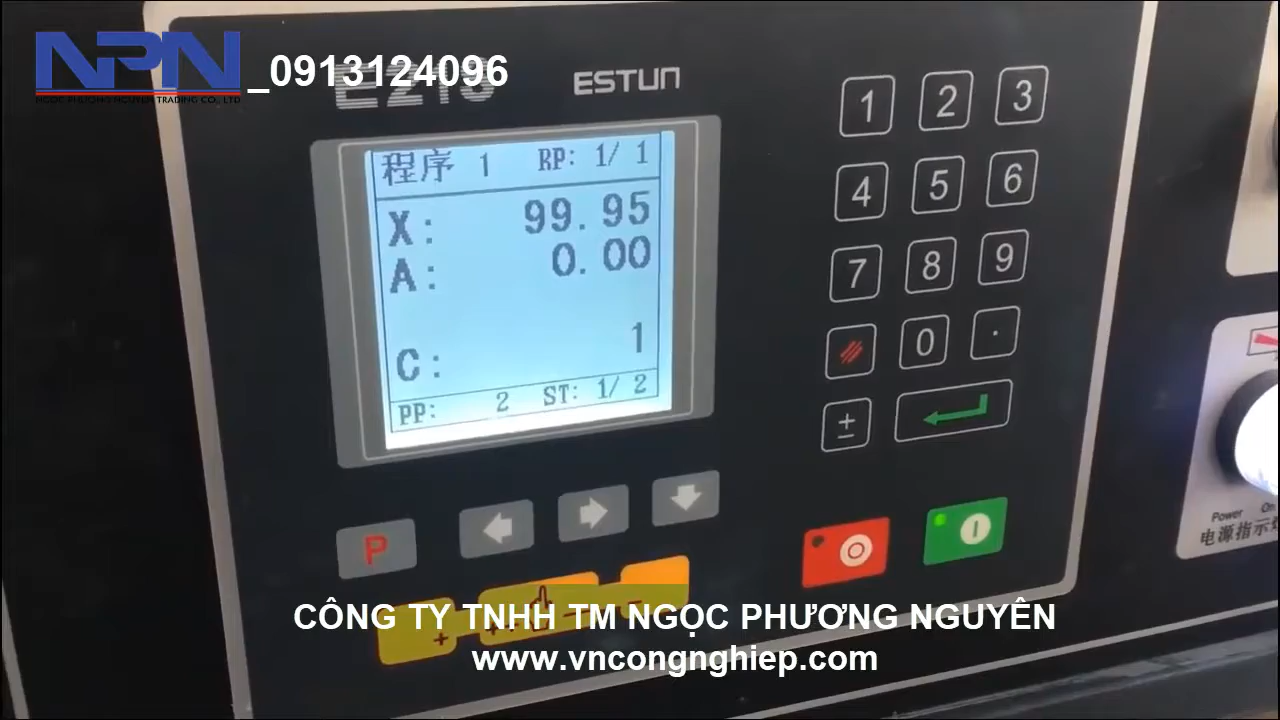 NPN
NGOC PHUONG NGUYEN TRADING CO., LTD
_0913124096
ESTUN
程序 1 RP: 1/ 1
X: 99.95
A: 0.00
C: 1
PP: 2 ST: 1/ 2
1 2 3
4 5 6
7 8 9
0 .
±
P
+
Power On
电源指示
CÔNG TY TNHH TM NGỌC PHƯƠNG NGUYÊN
www.vncongnghiep.com